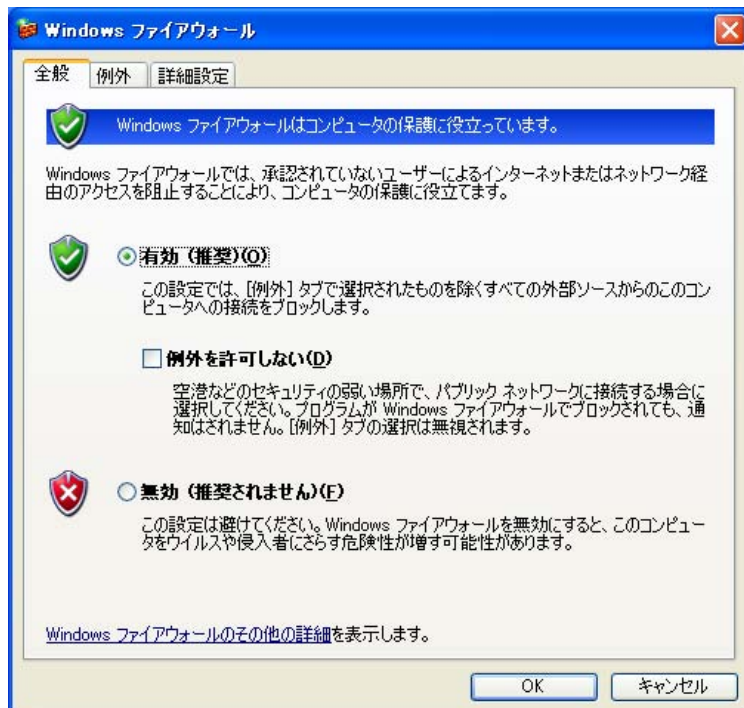 Windows ファイアウォール
全般 例外 詳細設定
Windows ファイアウォールはコンピュータの保護に役立っています。
Windows ファイアウォールでは、承認されていないユーザーによるインターネットまたはネットワーク経
由のアクセスを阻止することにより、コンピュータの保護に役立てます。
有効 (推奨)(O)
この設定では、[例外] タブで選択されたものを除くすべての外部ソースからのこのコン
ピュータへの接続をブロックします。
例外を許可しない(D)
空港などのセキュリティの弱い場所で、パブリック ネットワークに接続する場合に
選択してください。プログラムが Windows ファイアウォールでブロックされても、通
知はされません。[例外] タブの選択は無視されます。
無効 (推奨されません)(F)
この設定は避けてください。Windows ファイアウォールを無効にすると、このコンピュー
タをウイルスや侵入者にさらす危険性が増す可能性があります。
Windows ファイアウォールのその他の詳細を表示します。
OK キャンセル